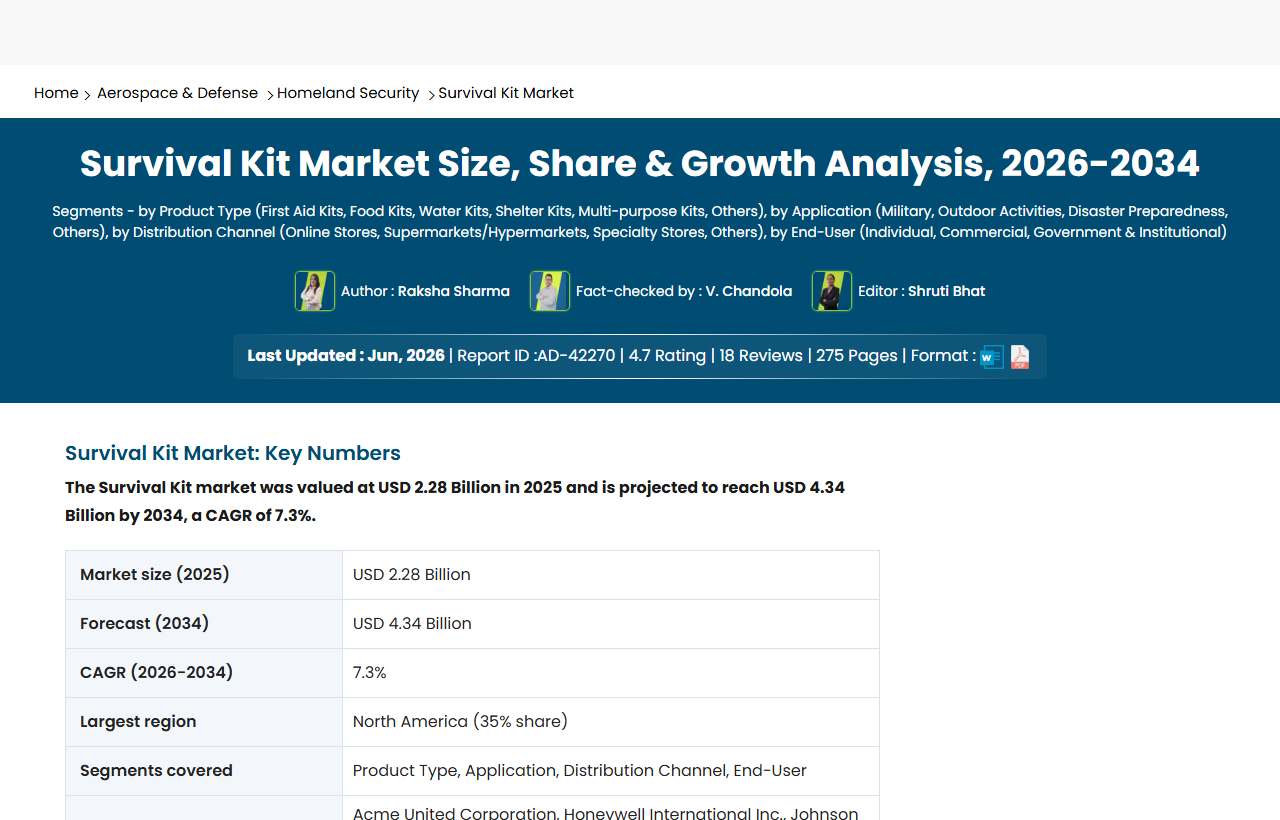 Home > Aerospace & Defense > Homeland Security > Survival Kit Market
Survival Kit Market Size, Share & Growth Analysis, 2026-2034
Segments - by Product Type (First Aid Kits, Food Kits, Water Kits, Shelter Kits, Multi-purpose Kits, Others), by Application (Military, Outdoor Activities, Disaster Preparedness,
Others), by Distribution Channel (Online Stores, Supermarkets/Hypermarkets, Specialty Stores, Others), by End-User (Individual, Commercial, Government & Institutional)
Author : Raksha Sharma Fact-checked by : V. Chandola Editor : Shruti Bhat
Last Updated : Jun, 2026 | Report ID :AD-42270 | 4.7 Rating | 18 Reviews | 275 Pages | Format :
Survival Kit Market: Key Numbers
The Survival Kit market was valued at USD 2.28 Billion in 2025 and is projected to reach USD 4.34
Billion by 2034, a CAGR of 7.3%.
Market size (2025) USD 2.28 Billion
Forecast (2034) USD 4.34 Billion
CAGR (2026-2034) 7.3%
Largest region North America (35% share)
Segments covered Product Type, Application, Distribution Channel, End-User
Acme United Corporation, Honeywell International Inc., Johnson